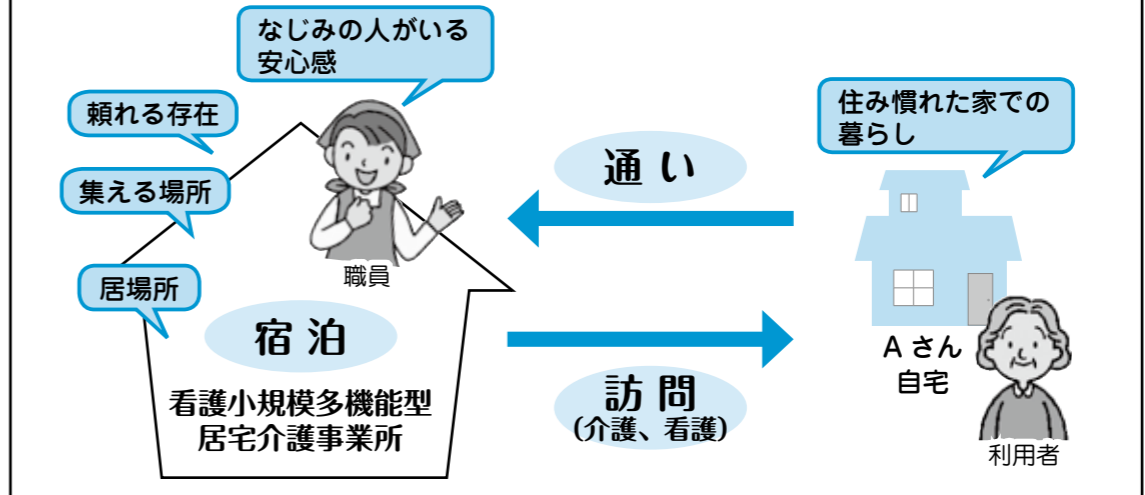 なじみの人がいる
安心感
頼れる存在
集える場所
居場所
職員
宿泊
看護小規模多機能型
居宅介護事業所
通い
訪問
(介護、看護)
住み慣れた家での
暮らし
Aさん
自宅
利用者